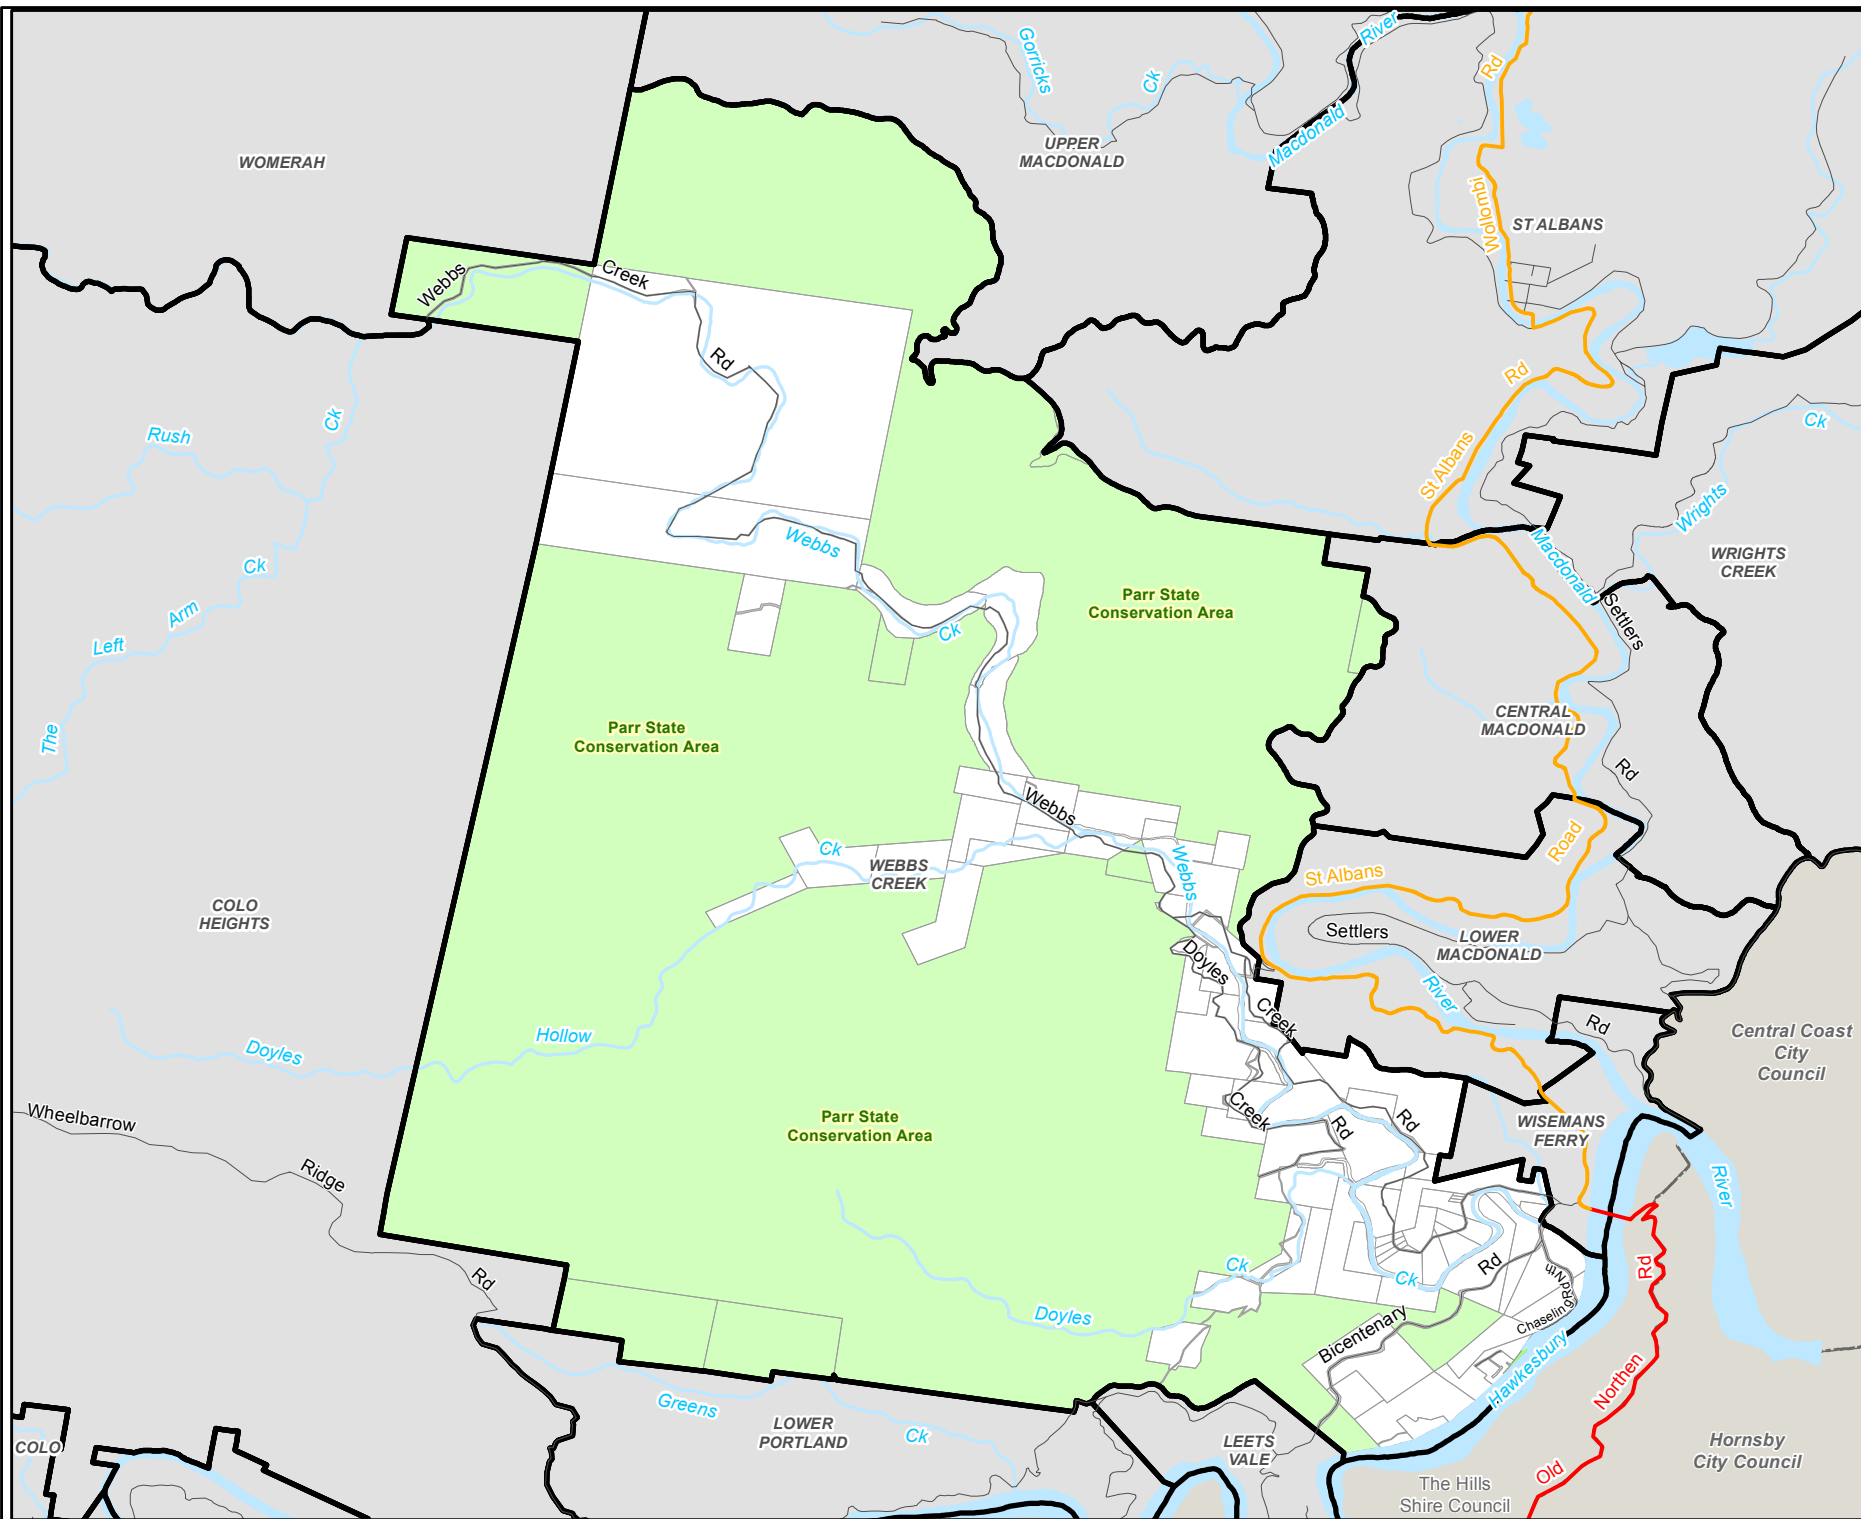 Gorricks
Ck
River
Macdonald
Rd
WOMERAH
UPPER
MACDONALD
Wollombi
ST ALBANS
Webbs
Creek
Rd
Rd
Ck
Rush
St Albans
Ck
Wrights
WRIGHTS
CREEK
Webbs
Macdonald
Ck
Arm
Left
The
Parr State
Conservation Area
Settlers
Ck
Parr State
Conservation Area
CENTRAL
MACDONALD
Rd
Webbs
Road
Ck
WEBBS
CREEK
Webbs
St Albans
COLO
HEIGHTS
Settlers
LOWER
MACDONALD
Doyles
River
Creek
Rd
Hollow
Doyles
Central Coast
City
Council
Wheelbarrow
Parr State
Conservation Area
Creek
Rd
Rd
WISEMANS
FERRY
Ridge
River
Rd
Ck
Rd
Ck
Rd
Nth
Rd
Chaseling
Doyles
Bicentenary
Hawkesbury
Northen
Greens
LOWER
PORTLAND
Ck
COLO
LEETS
VALE
Hornsby
City Council
Old
The Hills
Shire Council